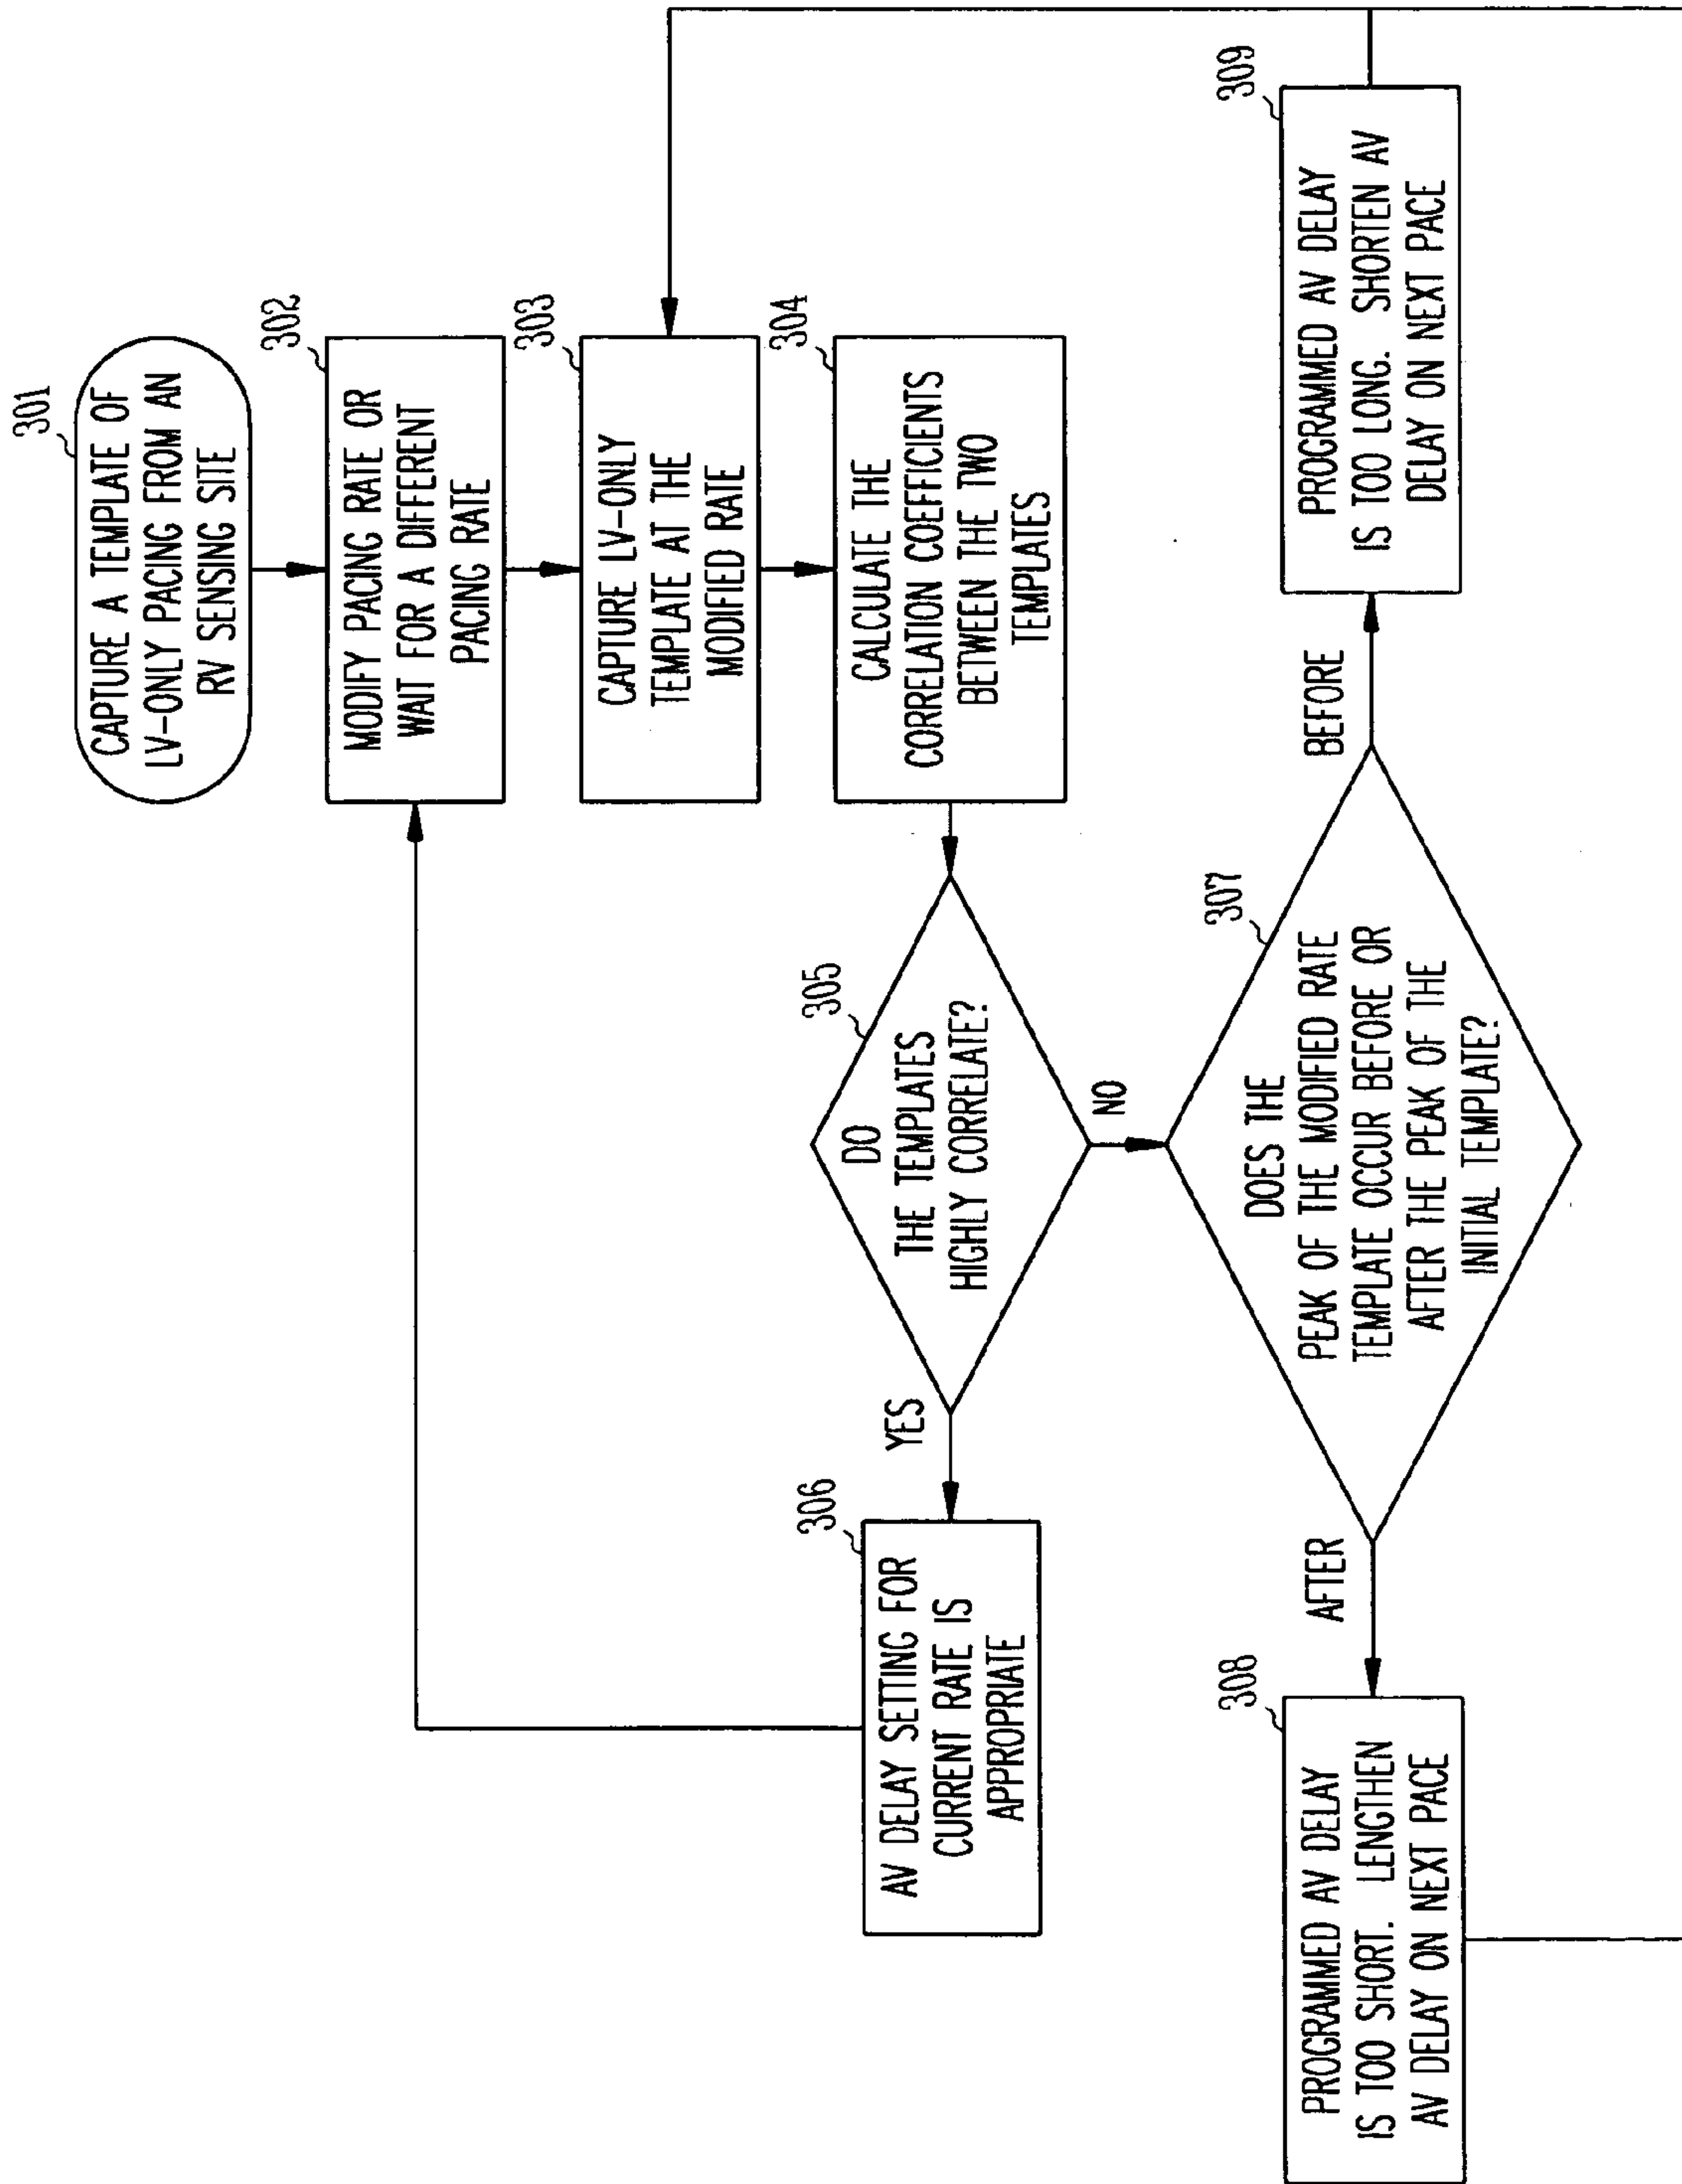 301
CAPTURE A TEMPLATE OF
LV-ONLY PACING FROM AN
RV SENSING SITE
302
MODIFY PACING RATE OR
WAIT FOR A DIFFERENT
PACING RATE
303
CAPTURE LV-ONLY
TEMPLATE AT THE
MODIFIED RATE
304
CALCULATE THE
CORRELATION COEFFICIENTS
BETWEEN THE TWO
TEMPLATES
305
DO
THE TEMPLATES
HIGHLY CORRELATE?
YES
NO
306
AV DELAY SETTING FOR
CURRENT RATE IS
APPROPRIATE
307
DOES THE
PEAK OF THE MODIFIED RATE
TEMPLATE OCCUR BEFORE OR
AFTER THE PEAK OF THE
INITIAL TEMPLATE?
AFTER
BEFORE
308
PROGRAMMED AV DELAY
IS TOO SHORT. LENGTHEN
AV DELAY ON NEXT PACE
309
PROGRAMMED AV DELAY
IS TOO LONG. SHORTEN AV
DELAY ON NEXT PACE